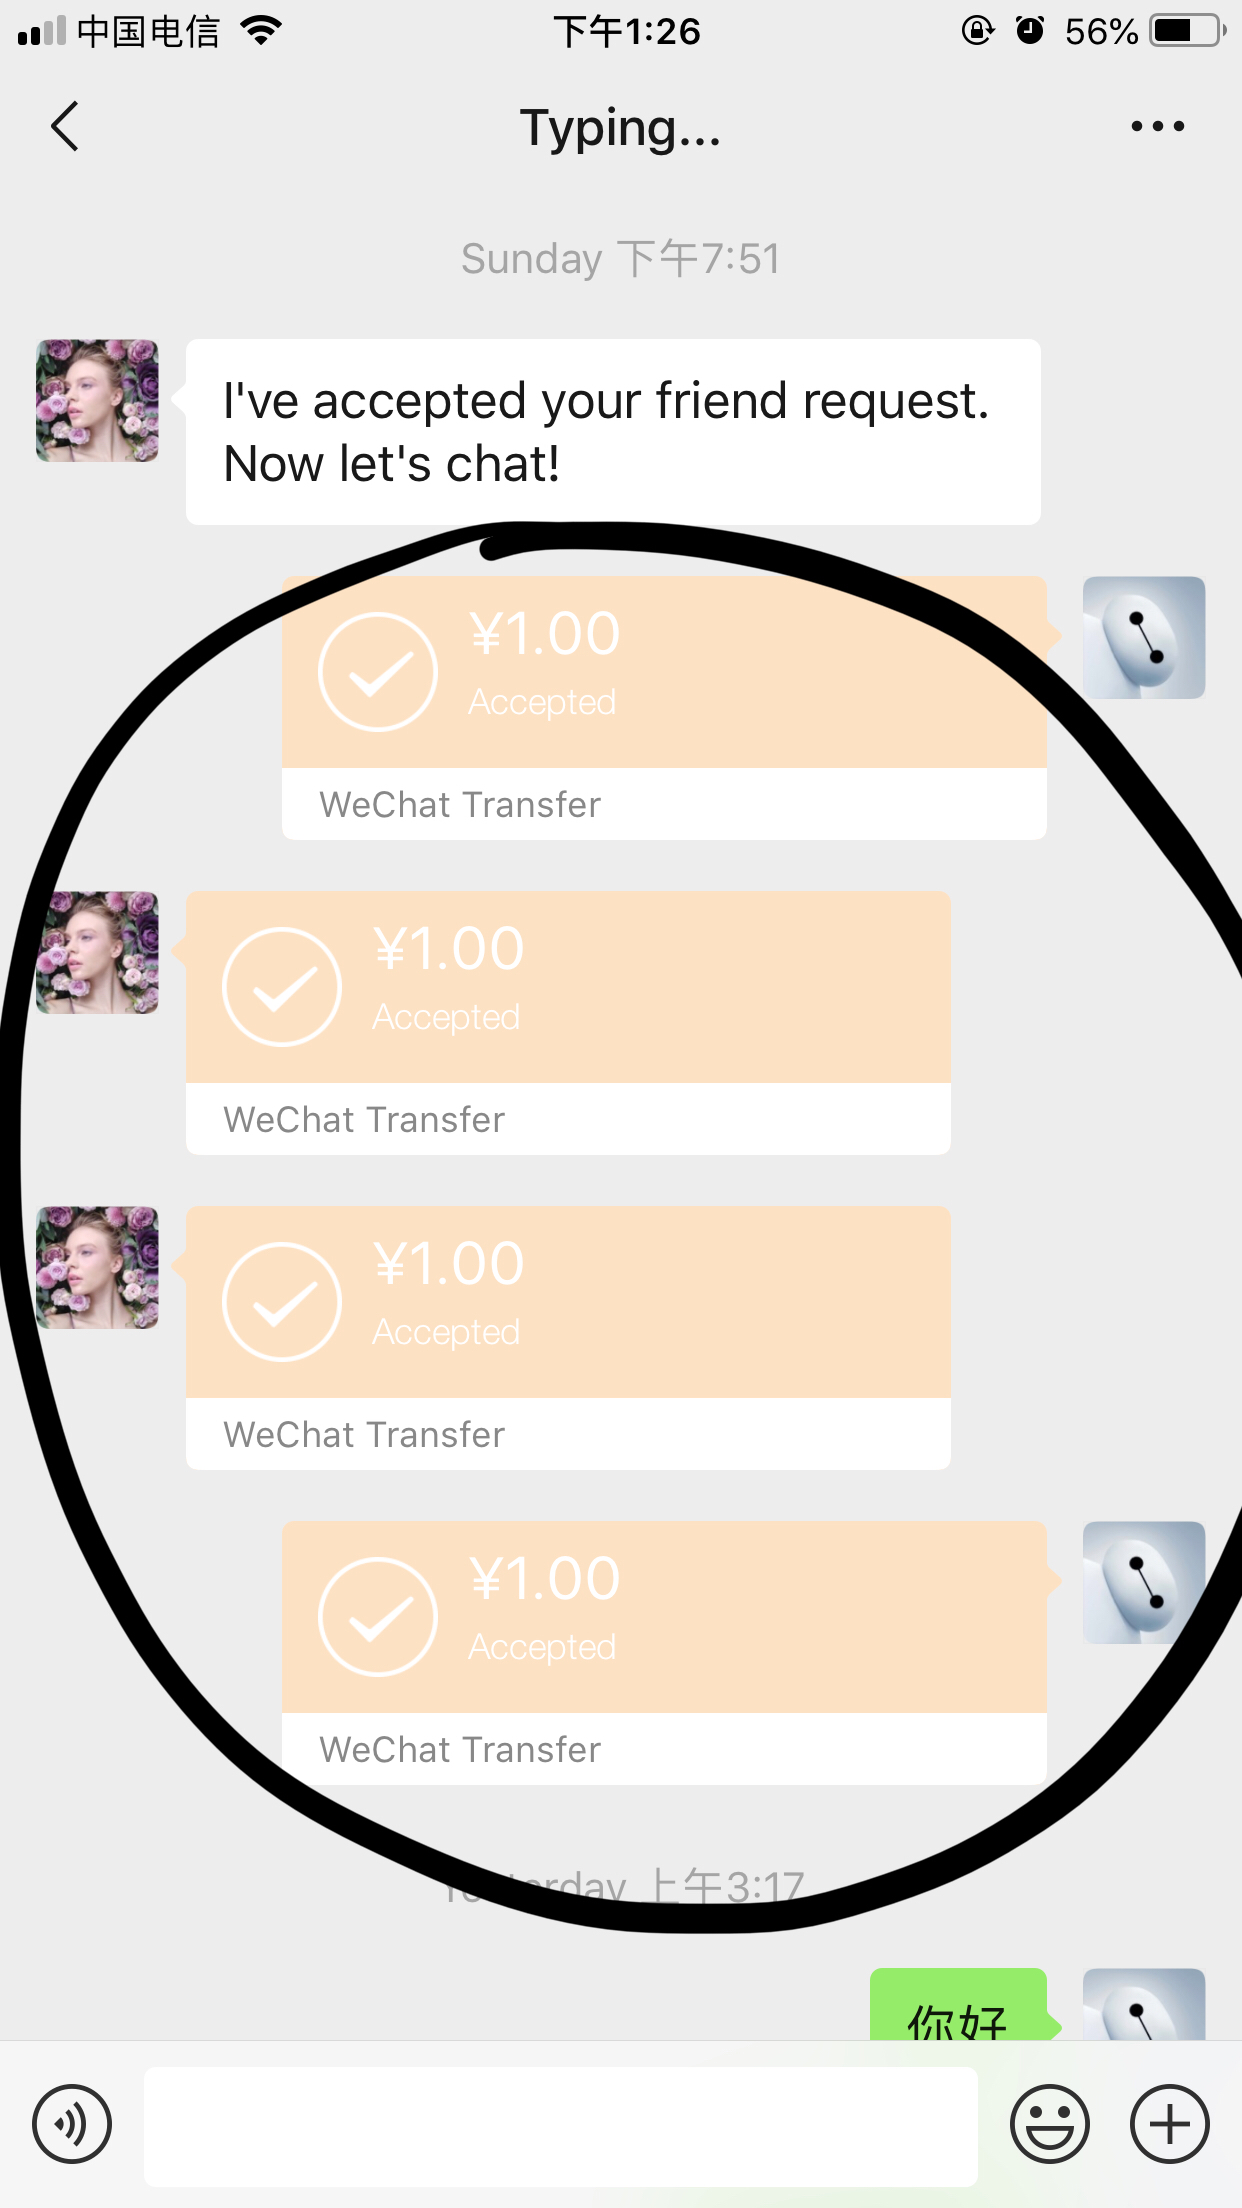 中国电信
下午1:26
56%
Typing...
Sunday 下午7:51
I've accepted your friend request.
Now let's chat!
¥1.00
Accepted
WeChat Transfer
¥1.00
Accepted
WeChat Transfer
¥1.00
Accepted
WeChat Transfer
¥1.00
Accepted
WeChat Transfer
Yesterday 上午3:17
你好